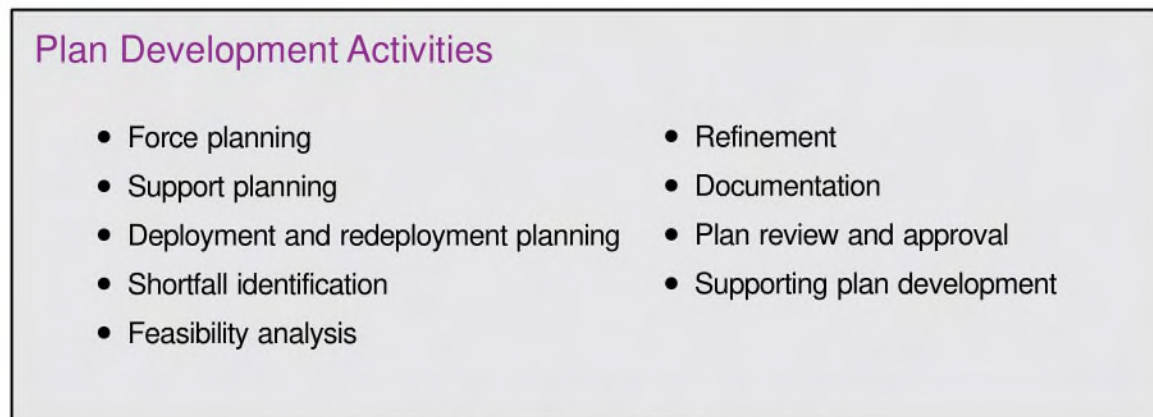 Plan Development Activities
• Force planning
• Support planning
• Deployment and redeployment planning
• Shortfall identification
• Feasibility analysis
• Refinement
• Documentation
• Plan review and approval
• Supporting plan development